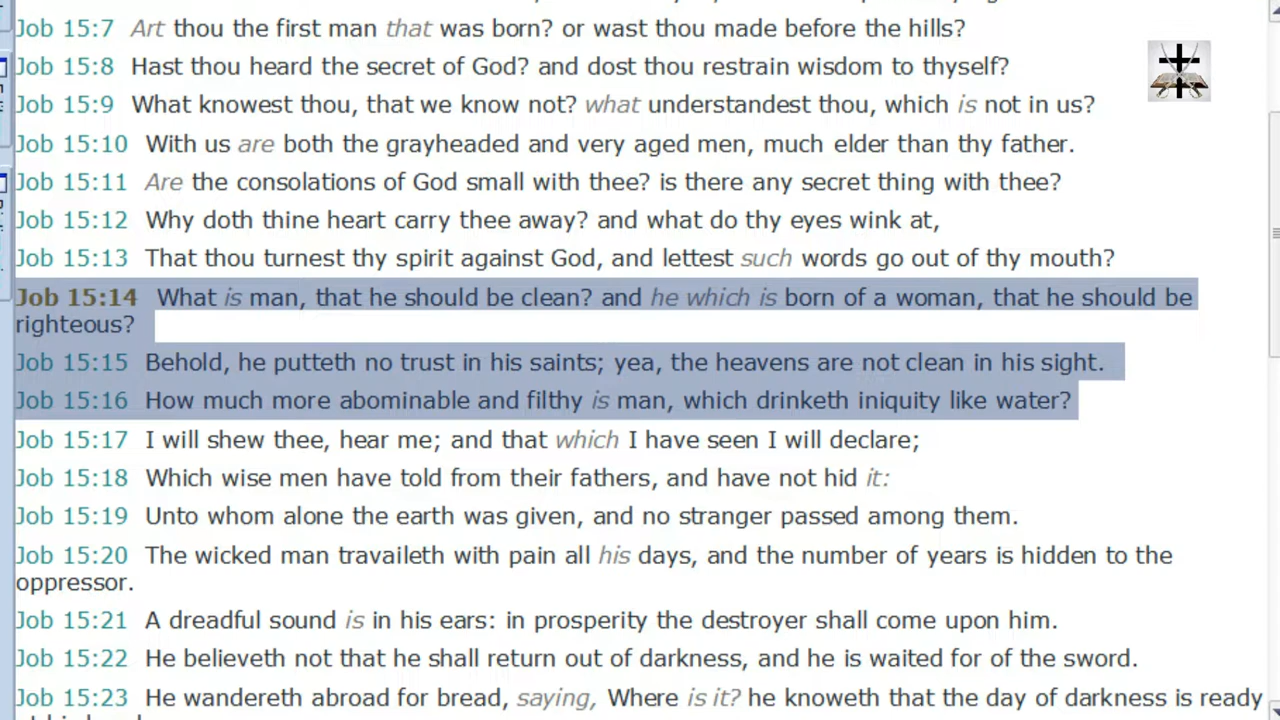 Job 15:7 Art thou the first man that was born? or wast thou made before the hills?
Job 15:8 Hast thou heard the secret of God? and dost thou restrain wisdom to thyself?
Job 15:9 What knowest thou, that we know not? what understandest thou, which is not in us?
Job 15:10 With us are both the grayheaded and very aged men, much elder than thy father.
Job 15:11 Are the consolations of God small with thee? is there any secret thing with thee?
Job 15:12 Why doth thine heart carry thee away? and what do thy eyes wink at,
Job 15:13 That thou turnest thy spirit against God, and lettest such words go out of thy mouth?
Job 15:14 What is man, that he should be clean? and he which is born of a woman, that he should be
righteous?
Job 15:15 Behold, he putteth no trust in his saints; yea, the heavens are not clean in his sight.
Job 15:16 How much more abominable and filthy is man, which drinketh iniquity like water?
Job 15:17 I will shew thee, hear me; and that which I have seen I will declare;
Job 15:18 Which wise men have told from their fathers, and have not hid it:
Job 15:19 Unto whom alone the earth was given, and no stranger passed among them.
Job 15:20 The wicked man travaileth with pain all his days, and the number of years is hidden to the
oppressor.
Job 15:21 A dreadful sound is in his ears: in prosperity the destroyer shall come upon him.
Job 15:22 He believeth not that he shall return out of darkness, and he is waited for of the sword.
Job 15:23 He wandereth abroad for bread, saying, Where is it? he knoweth that the day of darkness is ready